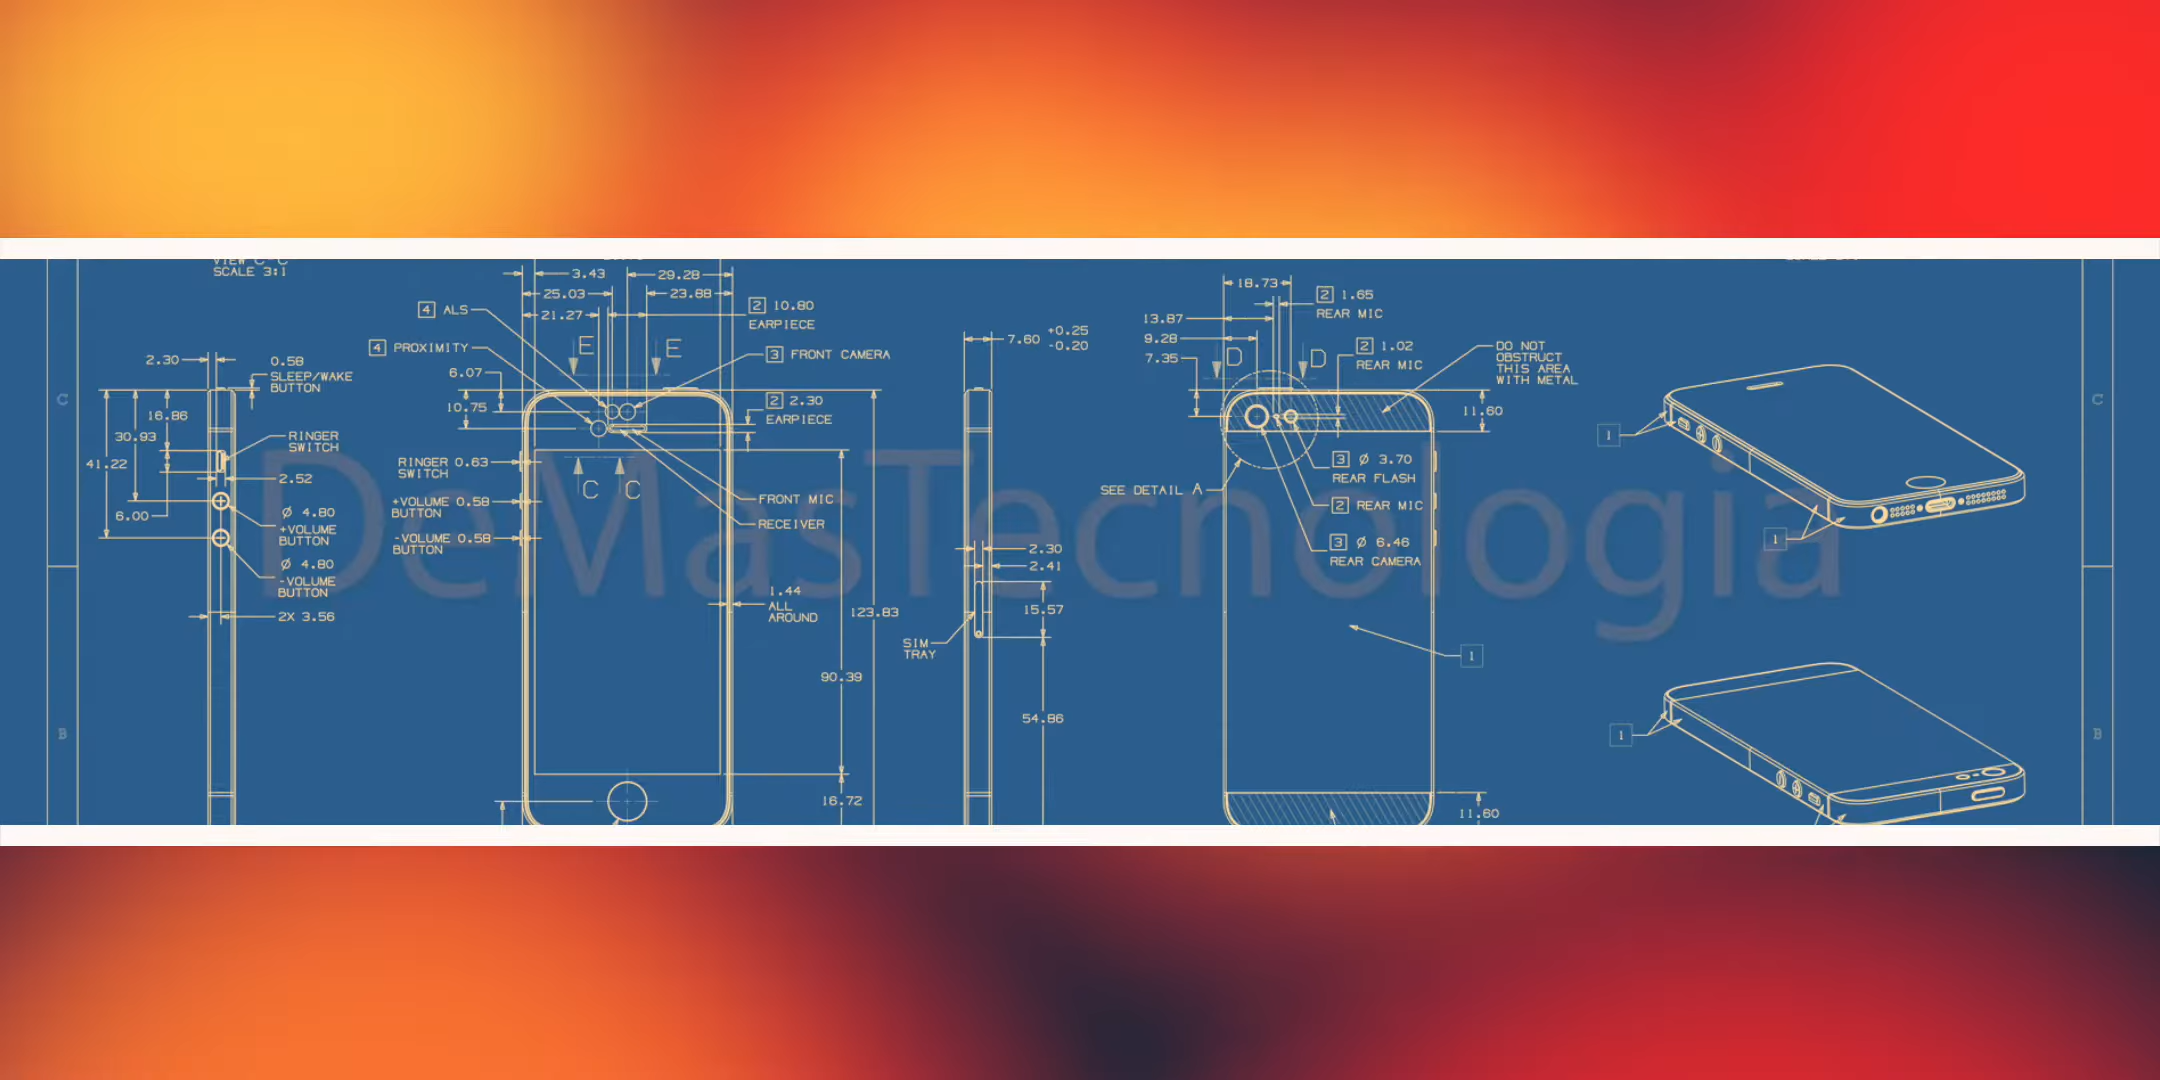 SCALE 3:1
3.43
29.28
25.03
23.88
21.27
4 ALS
2 10.80
EARPIECE
4 PROXIMITY
E
E
3 FRONT CAMERA
6.07
10.75
2 2.30
EARPIECE
2.30
0.58
SLEEP/WAKE
BUTTON
16.86
30.93
41.22
RINGER
SWITCH
2.52
6.00
Ø 4.80
+VOLUME
BUTTON
Ø 4.80
-VOLUME
BUTTON
2X 3.56
RINGER 0.63
SWITCH
+VOLUME 0.58
BUTTON
-VOLUME 0.58
BUTTON
C
C
FRONT MIC
RECEIVER
1.44
ALL
AROUND
123.83
90.39
16.72
7.60 +0.25
-0.20
2.30
2.41
15.57
SIM
TRAY
54.86
18.73
2 1.65
REAR MIC
13.87
9.28
7.35
D
D
2 1.02
REAR MIC
DO NOT
OBSTRUCT
THIS AREA
WITH METAL
11.60
3 Ø 3.70
REAR FLASH
SEE DETAIL A
2 REAR MIC
3 Ø 6.46
REAR CAMERA
1
11.60
1
1
1
C
B
C
B
DeMasTecnologia